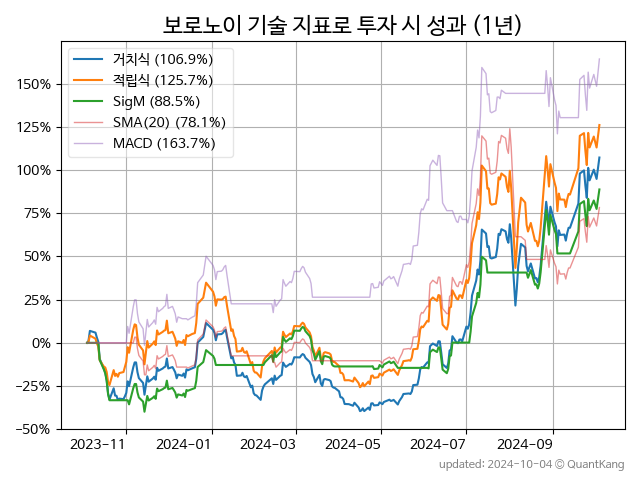 보로노이 기술 지표로 투자 시 성과 (1년)
거치식 (106.9%)
적립식 (125.7%)
SigM (88.5%)
SMA(20) (78.1%)
MACD (163.7%)
150%
125%
100%
75%
50%
25%
0%
−25%
−50%
2023-11 2024-01 2024-03 2024-05 2024-07 2024-09
updated: 2024-10-04 © QuantKang